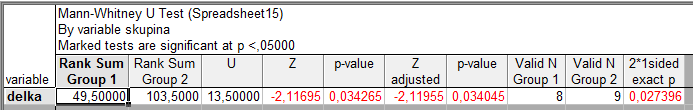 Mann-Whitney U Test (Spreadsheet15)
By variable skupina
Marked tests are significant at p <,05000
variable Rank Sum Group 1 Rank Sum Group 2 U Z p-value Z adjusted p-value Valid N Group 1 Valid N Group 2 2*1sided exact p
delka 49,50000 103,5000 13,50000 -2,11695 0,034265 -2,11955 0,034045 8 9 0,027396